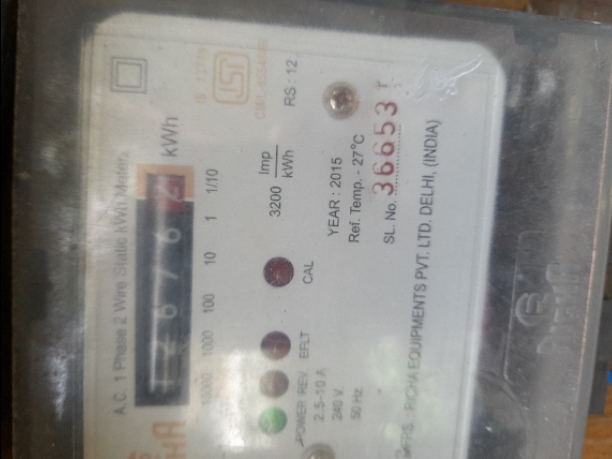 A.C. 1 Phase 2 Wire Static kWh Meter.
kWh
10000 1000 100 10 1 1/10
3200 Imp/kWh
RS : 12
POWER REV. EFLT CAL
2.5-10 A
240 V.
50 Hz.
YEAR : 2015
Ref. Temp. - 27°C
SL. No. 36653
RICHA EQUIPMENTS PVT. LTD. DELHI, (INDIA)